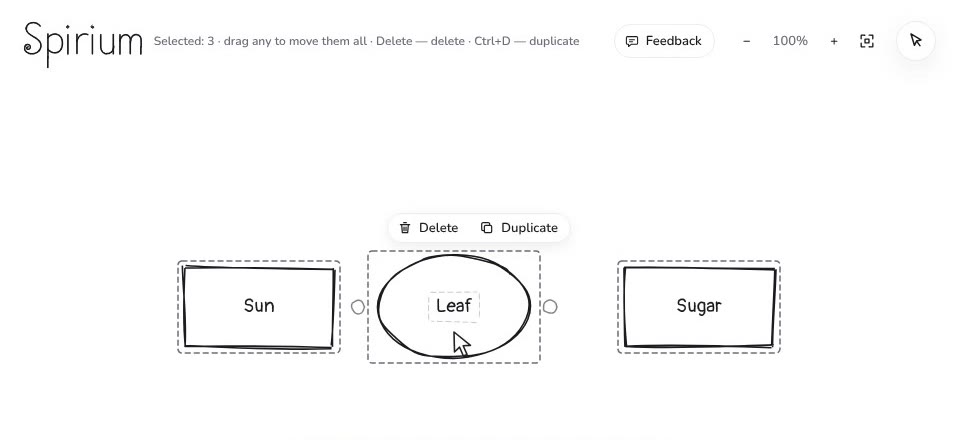 Spirium
Selected: 3 · drag any to move them all · Delete — delete · Ctrl+D — duplicate
Feedback
− 100% +
Delete Duplicate
Sun Leaf Sugar